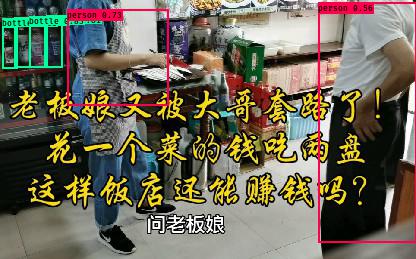 person 0.73
person 0.56
bottle
老板娘又被大哥套路了！
花一个菜的钱吃两盘
这样饭店还能赚钱吗？
问老板娘